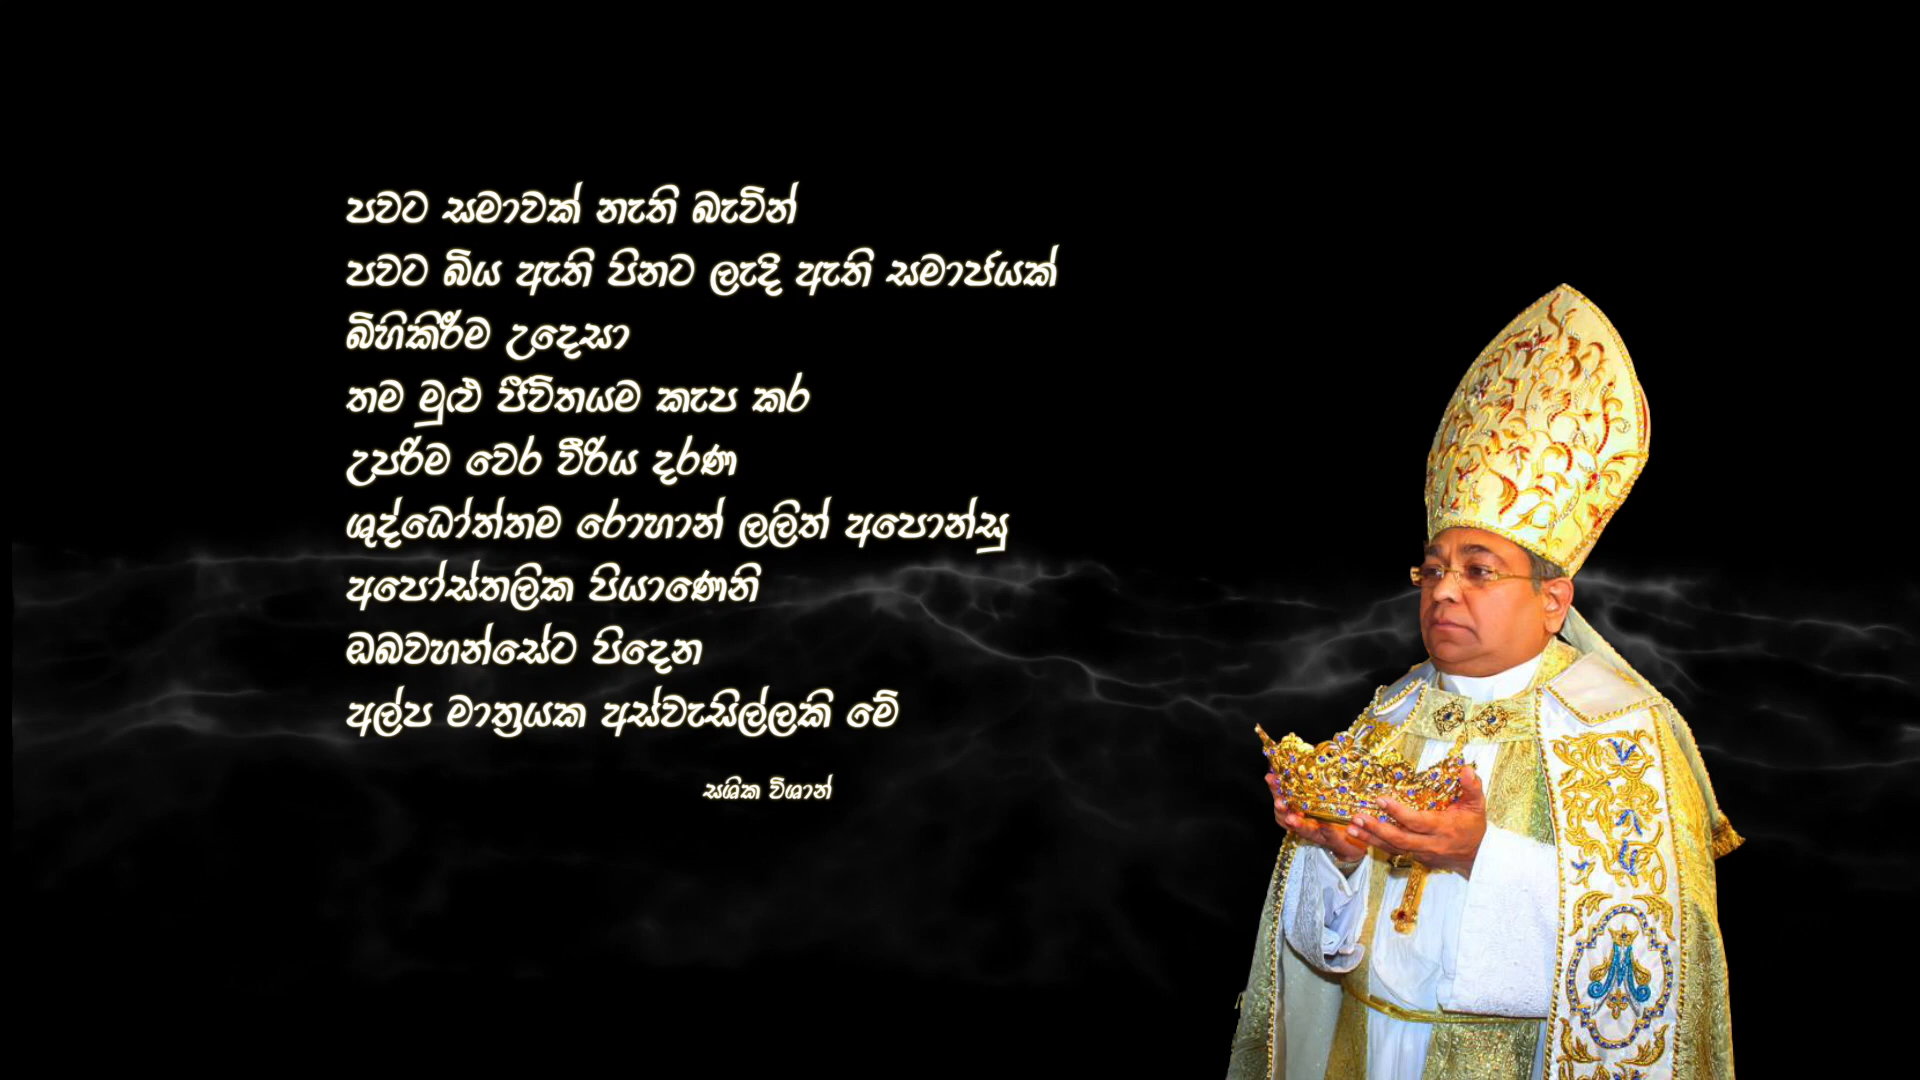 පවට සමාවක් නැති බැවින්
පවට බිය ඇති පිනට ලැදි ඇති සමාජයක්
බිහිකිරීම උදෙසා
තම මුළු ජීවිතයම කැප කර
උපරිම වෙර වීරිය දරණ
ශුද්ධෝත්තම රොහාන් ලලිත් අපොන්සු
අපෝස්තලික පියාණෙනි
ඔබවහන්සේට පිදෙන
අල්ප මාත්‍රයක අස්වැසිල්ලකි මේ
සශික විශාන්